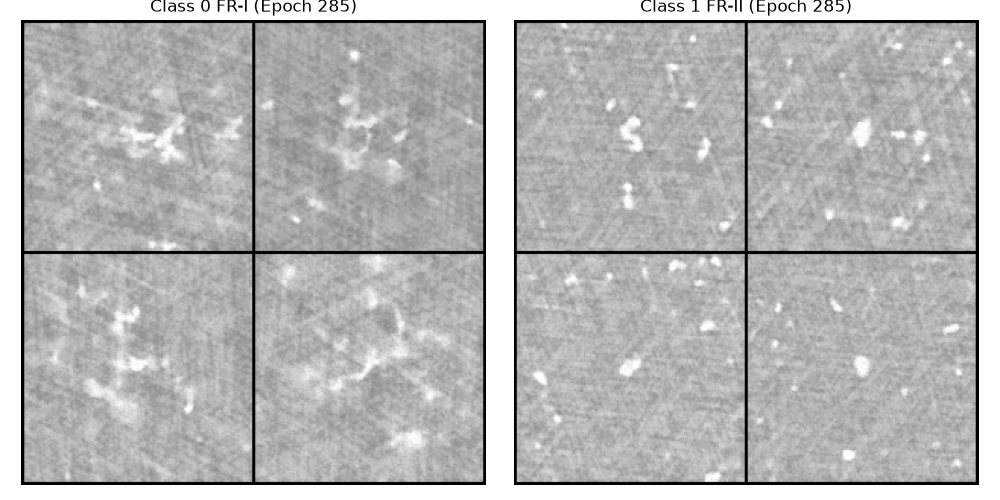 Class 0 FR-I (Epoch 285)
Class 1 FR-II (Epoch 285)